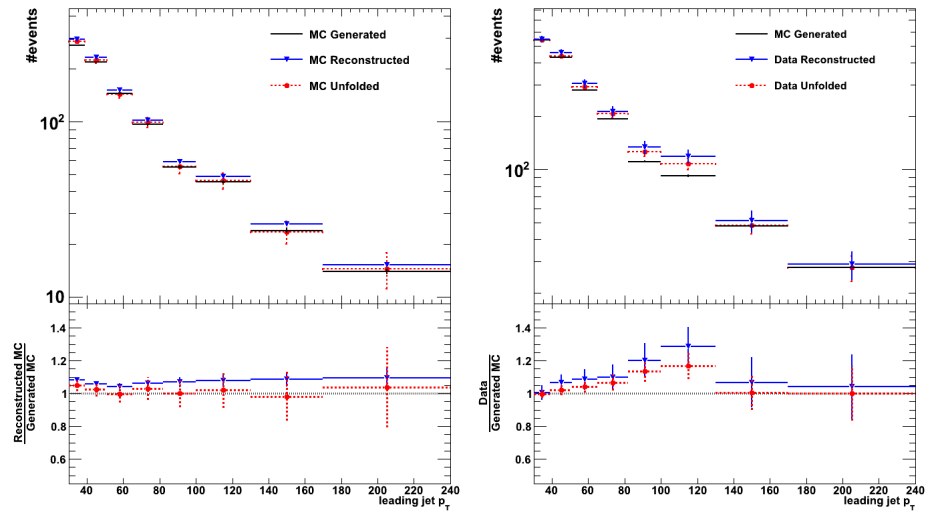 #events
MC Generated
MC Reconstructed
MC Unfolded
10²
10
Reconstructed MC
Generated MC
1.4
1.2
1
0.8
0.6
40 60 80 100 120 140 160 180 200 220 240
leading jet p_T
#events
MC Generated
Data Reconstructed
Data Unfolded
10²
Data
Generated MC
1.4
1.2
1
0.8
0.6
40 60 80 100 120 140 160 180 200 220 240
leading jet p_T